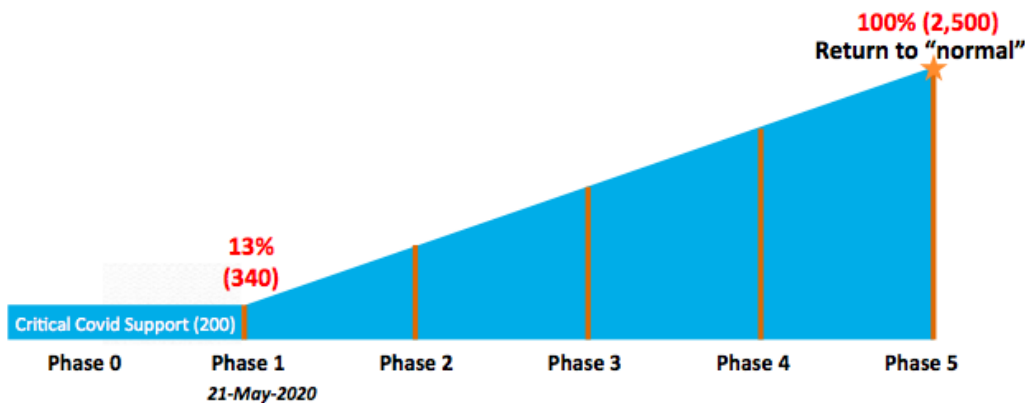 100% (2,500)
Return to “normal”
13%
(340)
Critical Covid Support (200)
Phase 0
Phase 1
Phase 2
Phase 3
Phase 4
Phase 5
21-May-2020